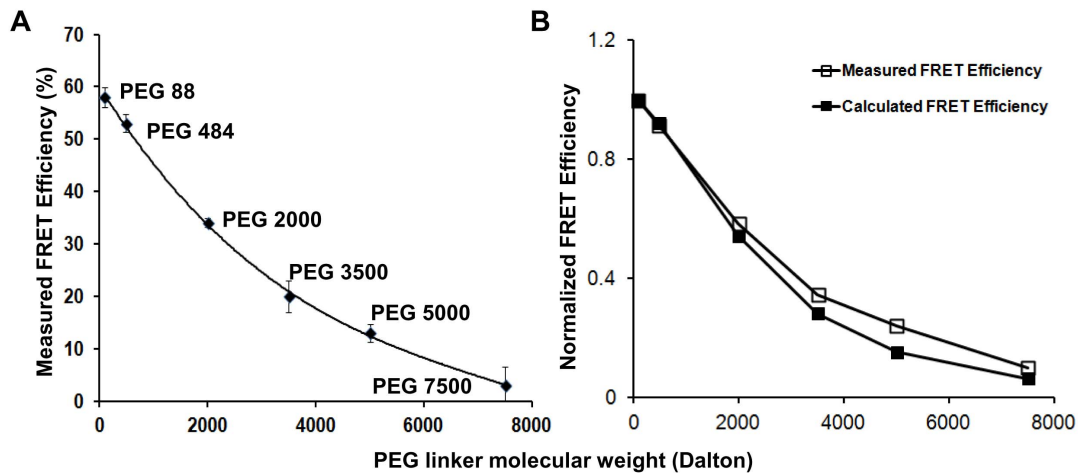 A
Measured FRET Efficiency (%)
70
60
50
40
30
20
10
0
PEG 88
PEG 484
PEG 2000
PEG 3500
PEG 5000
PEG 7500
0 2000 4000 6000 8000
B
Normalized FRET Efficiency
1.2
0.8
0.4
0
Measured FRET Efficiency
Calculated FRET Efficiency
0 2000 4000 6000 8000
PEG linker molecular weight (Dalton)